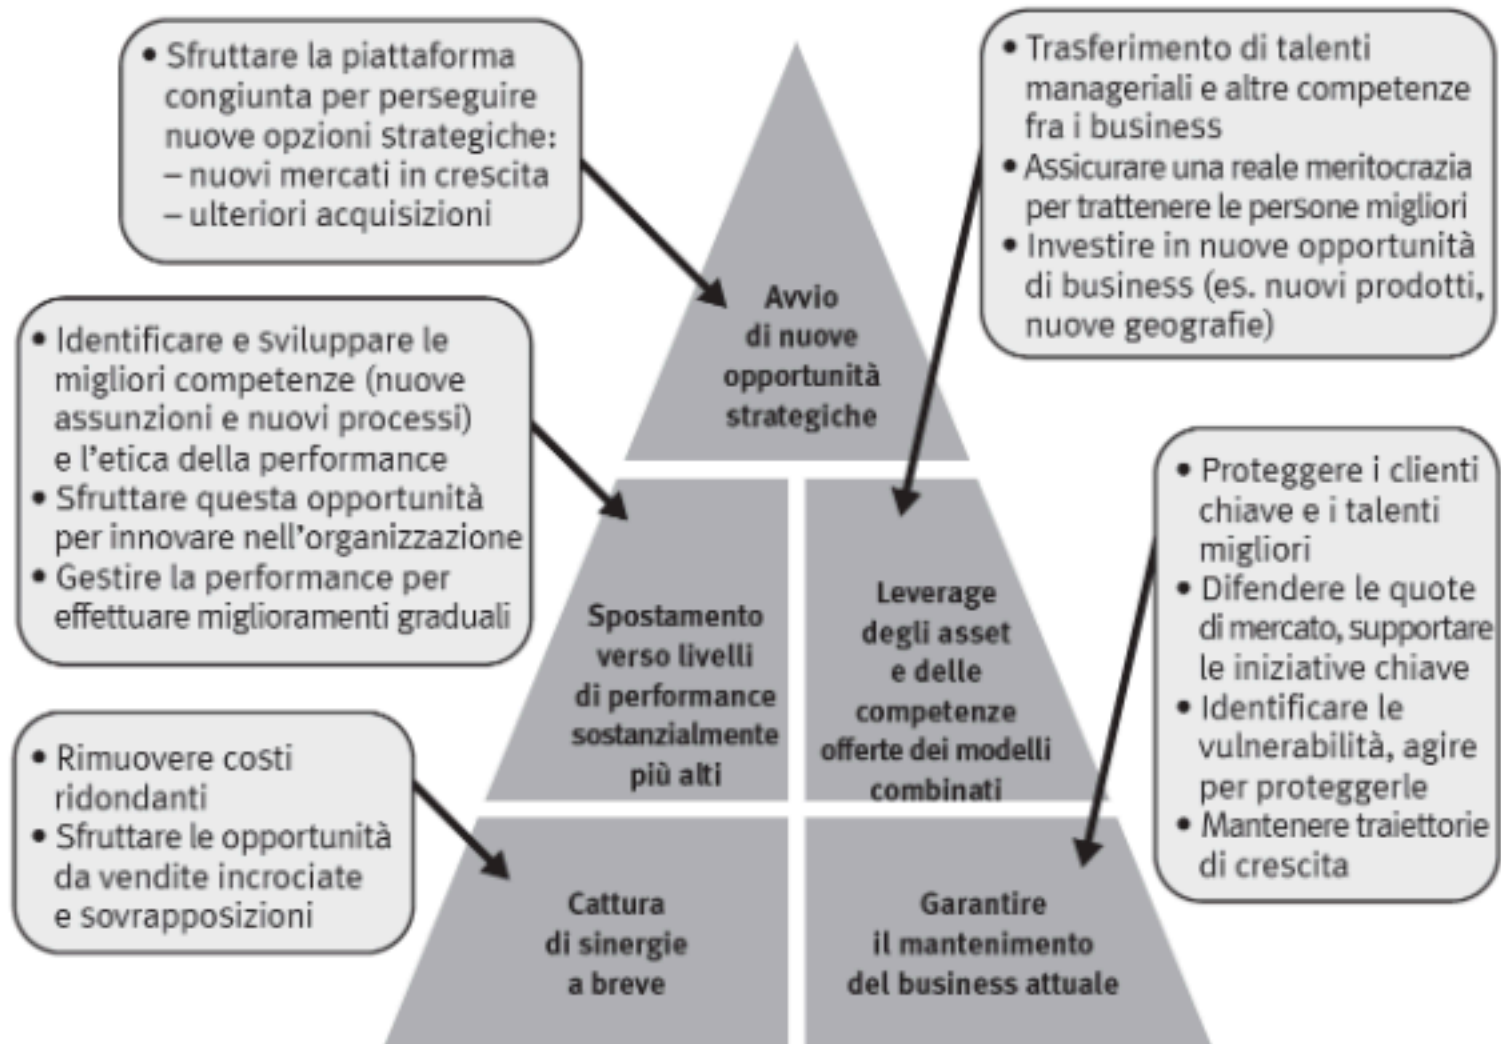 • Sfruttare la piattaforma
congiunta per perseguire
nuove opzioni strategiche:
– nuovi mercati in crescita
– ulteriori acquisizioni
• Trasferimento di talenti
manageriali e altre competenze
fra i business
• Assicurare una reale meritocrazia
per trattenere le persone migliori
• Investire in nuove opportunità
di business (es. nuovi prodotti,
nuove geografie)
Avvio
di nuove
opportunità
strategiche
• Identificare e sviluppare le
migliori competenze (nuove
assunzioni e nuovi processi)
e l'etica della performance
• Sfruttare questa opportunità
per innovare nell'organizzazione
• Gestire la performance per
effettuare miglioramenti graduali
• Proteggere i clienti
chiave e i talenti
migliori
• Difendere le quote
di mercato, supportare
le iniziative chiave
• Identificare le
vulnerabilità, agire
per proteggerle
• Mantenere traiettorie
di crescita
Spostamento
verso livelli
di performance
sostanzialmente
più alti
Leverage
degli asset
e delle
competenze
offerte dei modelli
combinati
• Rimuovere costi
ridondanti
• Sfruttare le opportunità
da vendite incrociate
e sovrapposizioni
Cattura
di sinergie
a breve
Garantire
il mantenimento
del business attuale